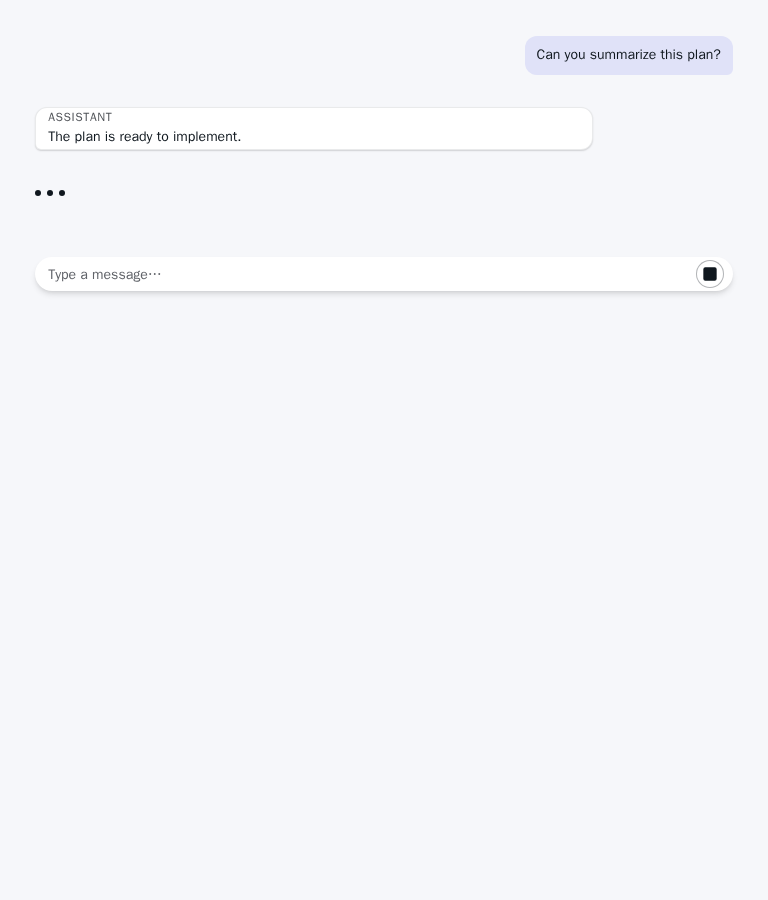 Can you summarize this plan?
ASSISTANT
The plan is ready to implement.
Type a message…